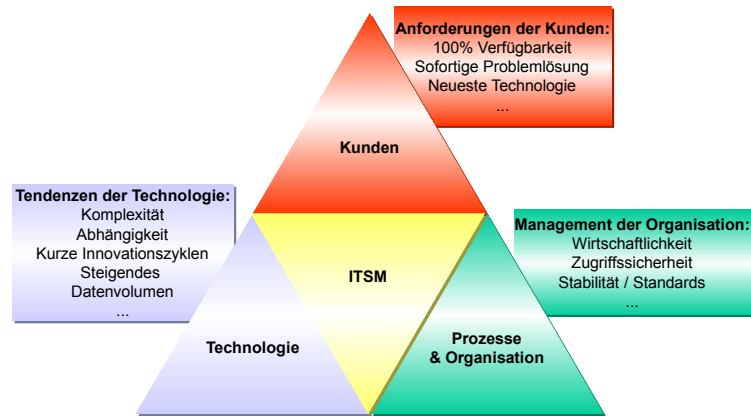 Anforderungen der Kunden:
100% Verfügbarkeit
Sofortige Problemlösung
Neueste Technologie
...
Kunden
Tendenzen der Technologie:
Komplexität
Abhängigkeit
Kurze Innovationszyklen
Steigendes
Datenvolumen
...
Management der Organisation:
Wirtschaftlichkeit
Zugriffssicherheit
Stabilität / Standards
...
ITSM
Technologie
Prozesse
& Organisation